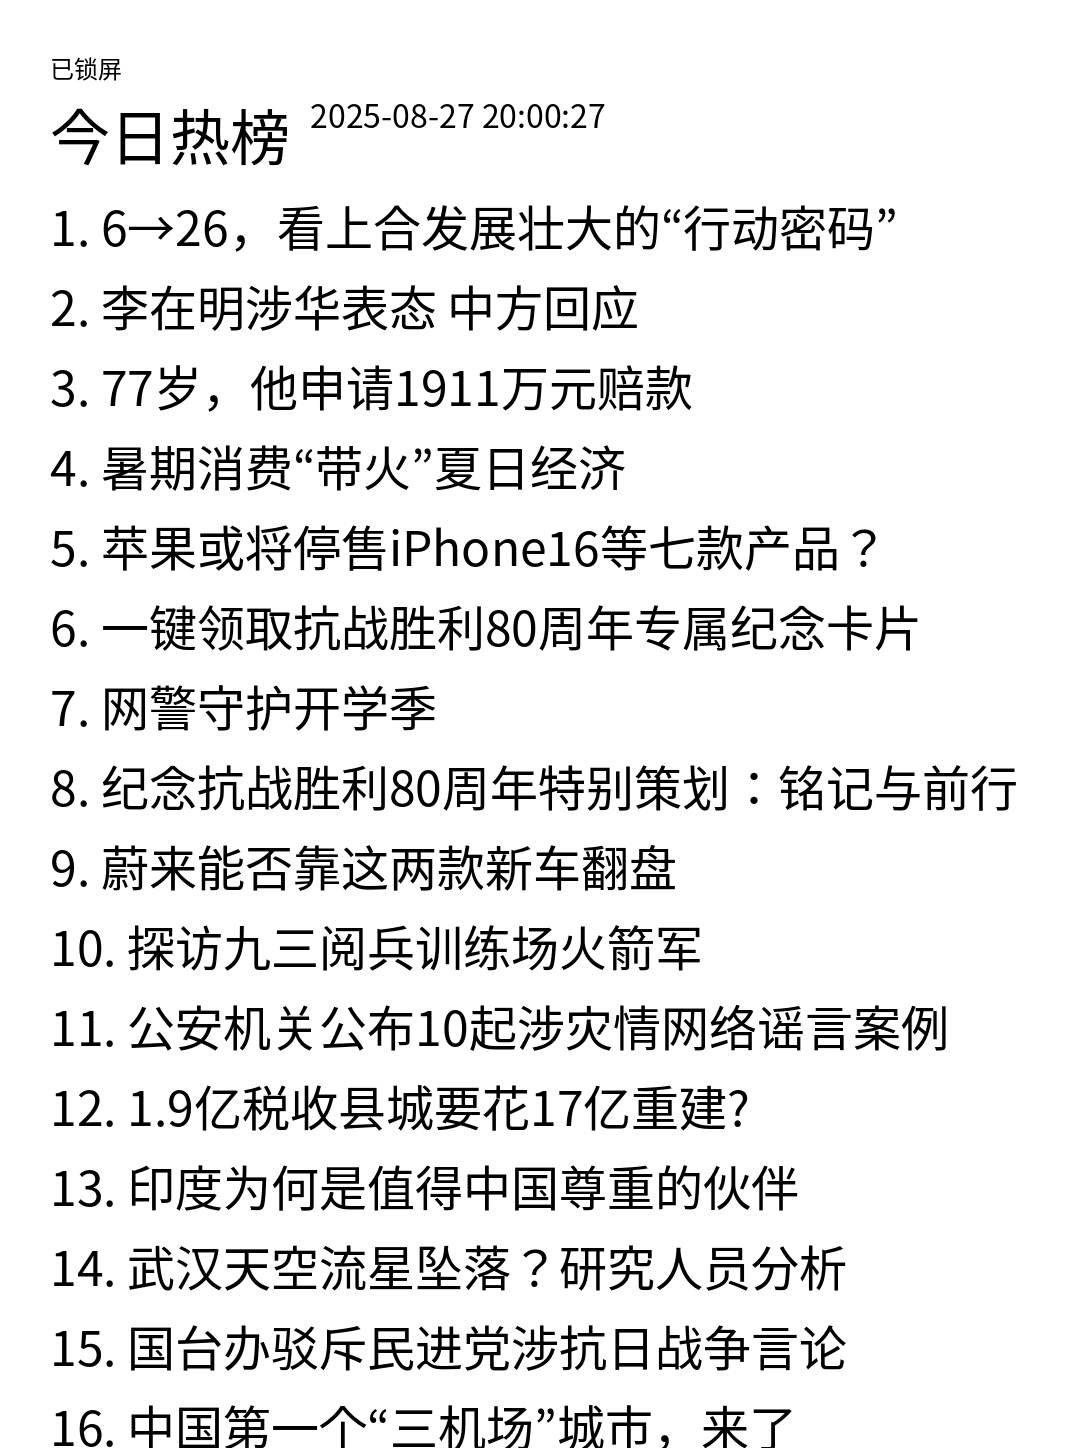 已锁屏
今日热榜 2025-08-27 20:00:27
1. 6→26，看上合发展壮大的“行动密码”
2. 李在明涉华表态 中方回应
3. 77岁，他申请1911万元赔款
4. 暑期消费“带火”夏日经济
5. 苹果或将停售iPhone16等七款产品？
6. 一键领取抗战胜利80周年专属纪念卡片
7. 网警守护开学季
8. 纪念抗战胜利80周年特别策划：铭记与前行
9. 蔚来能否靠这两款新车翻盘
10. 探访九三阅兵训练场火箭军
11. 公安机关公布10起涉灾情网络谣言案例
12. 1.9亿税收县城要花17亿重建?
13. 印度为何是值得中国尊重的伙伴
14. 武汉天空流星坠落？研究人员分析
15. 国台办驳斥民进党涉抗日战争言论
16. 中国第一个“三机场”城市，来了